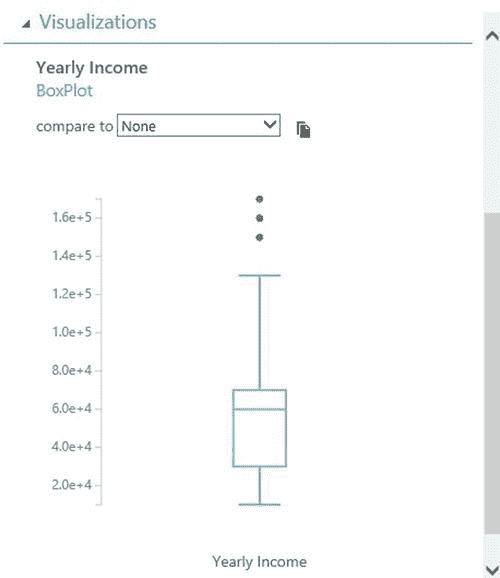 Visualizations
Yearly Income
BoxPlot
compare to None
1.6e+5
1.4e+5
1.2e+5
1.0e+5
8.0e+4
6.0e+4
4.0e+4
2.0e+4
Yearly Income